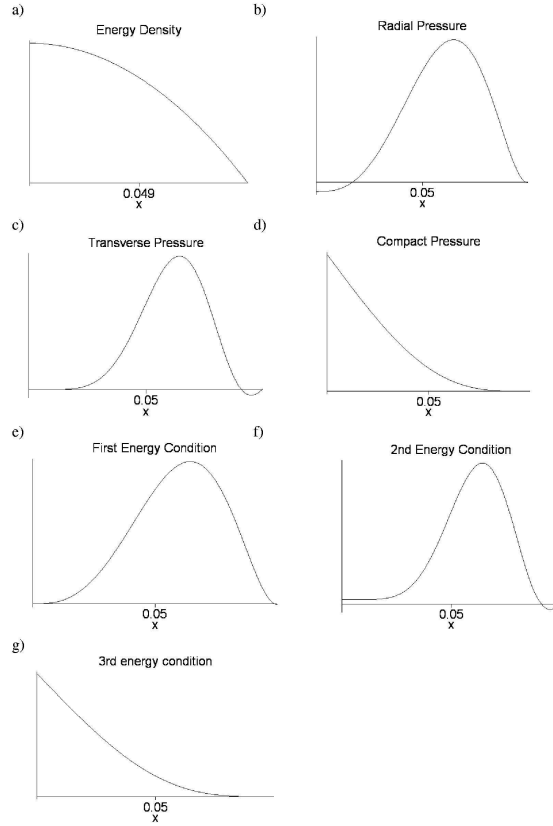 a)
Energy Density
0.049
x
b)
Radial Pressure
0.05
x
c)
Transverse Pressure
0.05
x
d)
Compact Pressure
0.05
x
e)
First Energy Condition
0.05
x
f)
2nd Energy Condition
0.05
x
g)
3rd energy condition
0.05
x